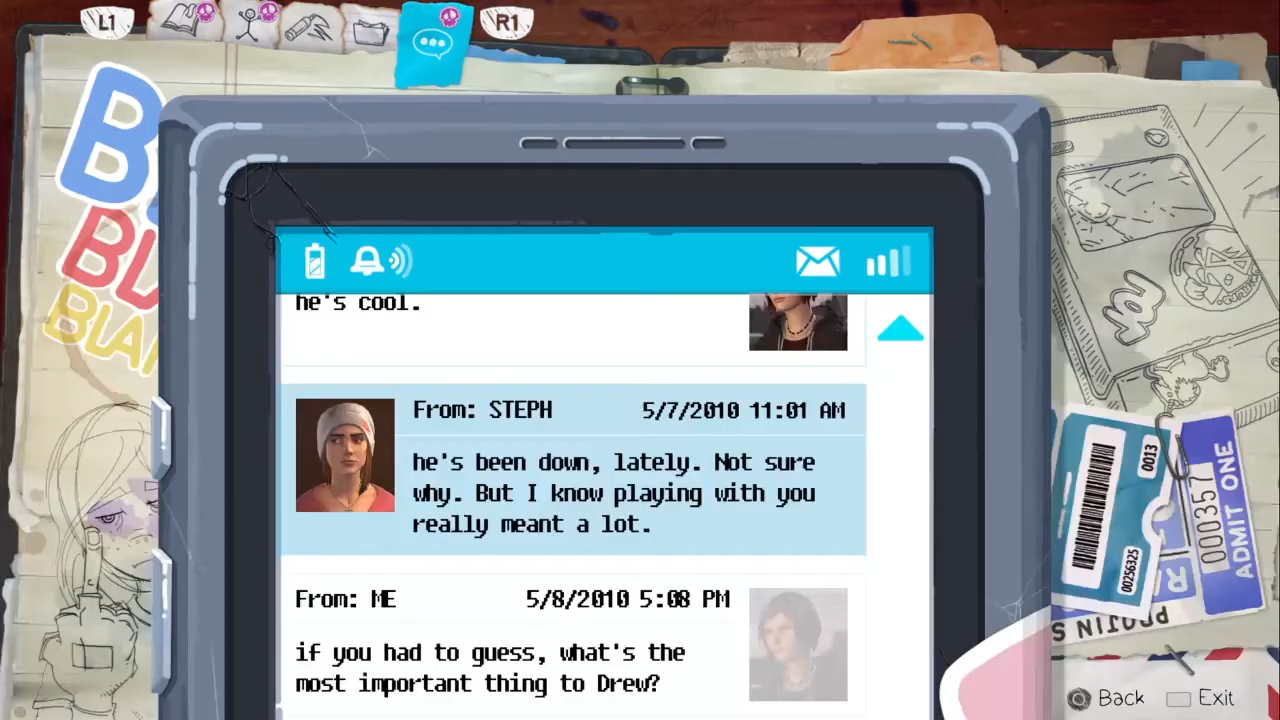 L1
R1
he's cool.
From: STEPH 5/7/2010 11:01 AM
he's been down, lately. Not sure
why. But I know playing with you
really meant a lot.
From: ME 5/8/2010 5:08 PM
if you had to guess, what's the
most important thing to Drew?
0013
00256325
000357
ADMIT ONE
Back
Exit